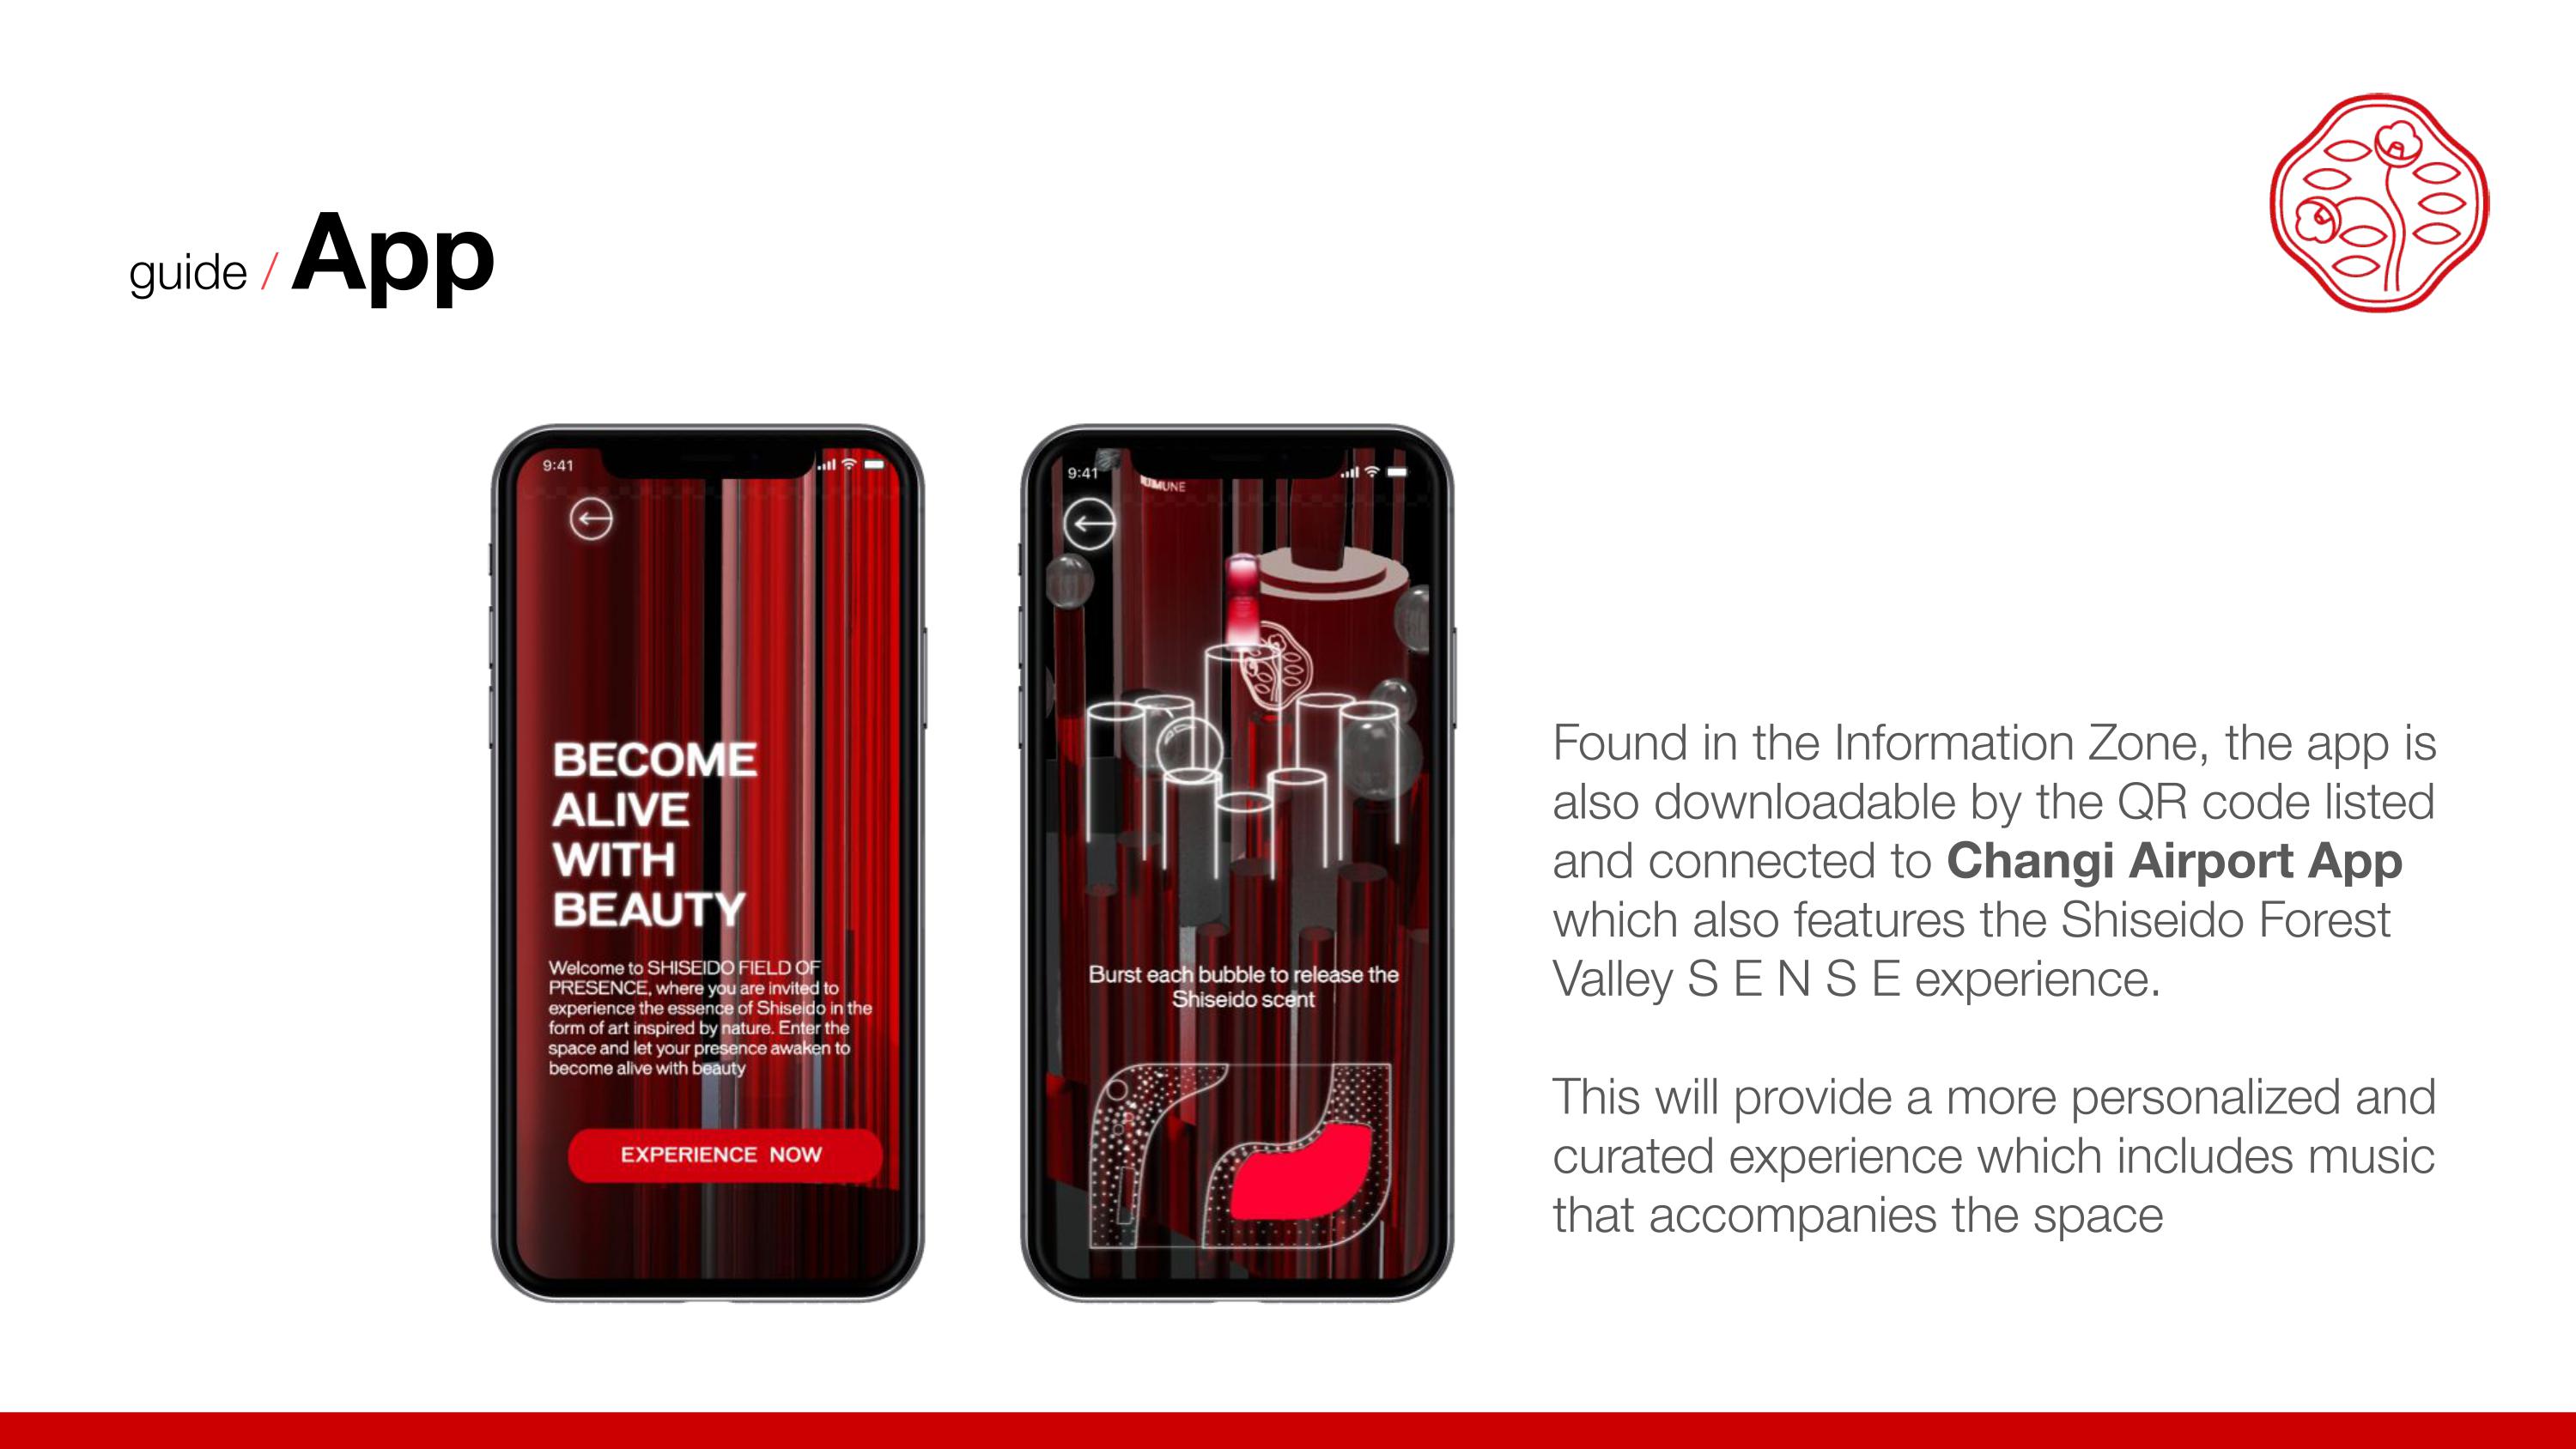 guide / App
9:41
BECOME
ALIVE
WITH
BEAUTY
Welcome to SHISEIDO FIELD OF
PRESENCE, where you are invited to
experience the essence of Shiseido in the
form of art inspired by nature. Enter the
space and let your presence awaken to
become alive with beauty
EXPERIENCE NOW
9:41
Burst each bubble to release the
Shiseido scent
Found in the Information Zone, the app is
also downloadable by the QR code listed
and connected to Changi Airport App
which also features the Shiseido Forest
Valley S E N S E experience.
This will provide a more personalized and
curated experience which includes music
that accompanies the space